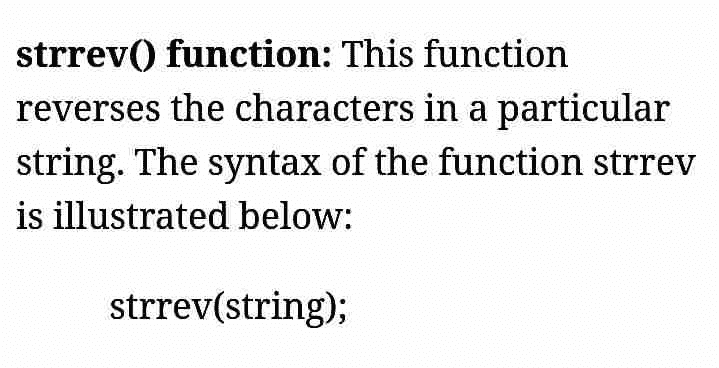 strrev() function: This function
reverses the characters in a particular
string. The syntax of the function strrev
is illustrated below:
strrev(string);